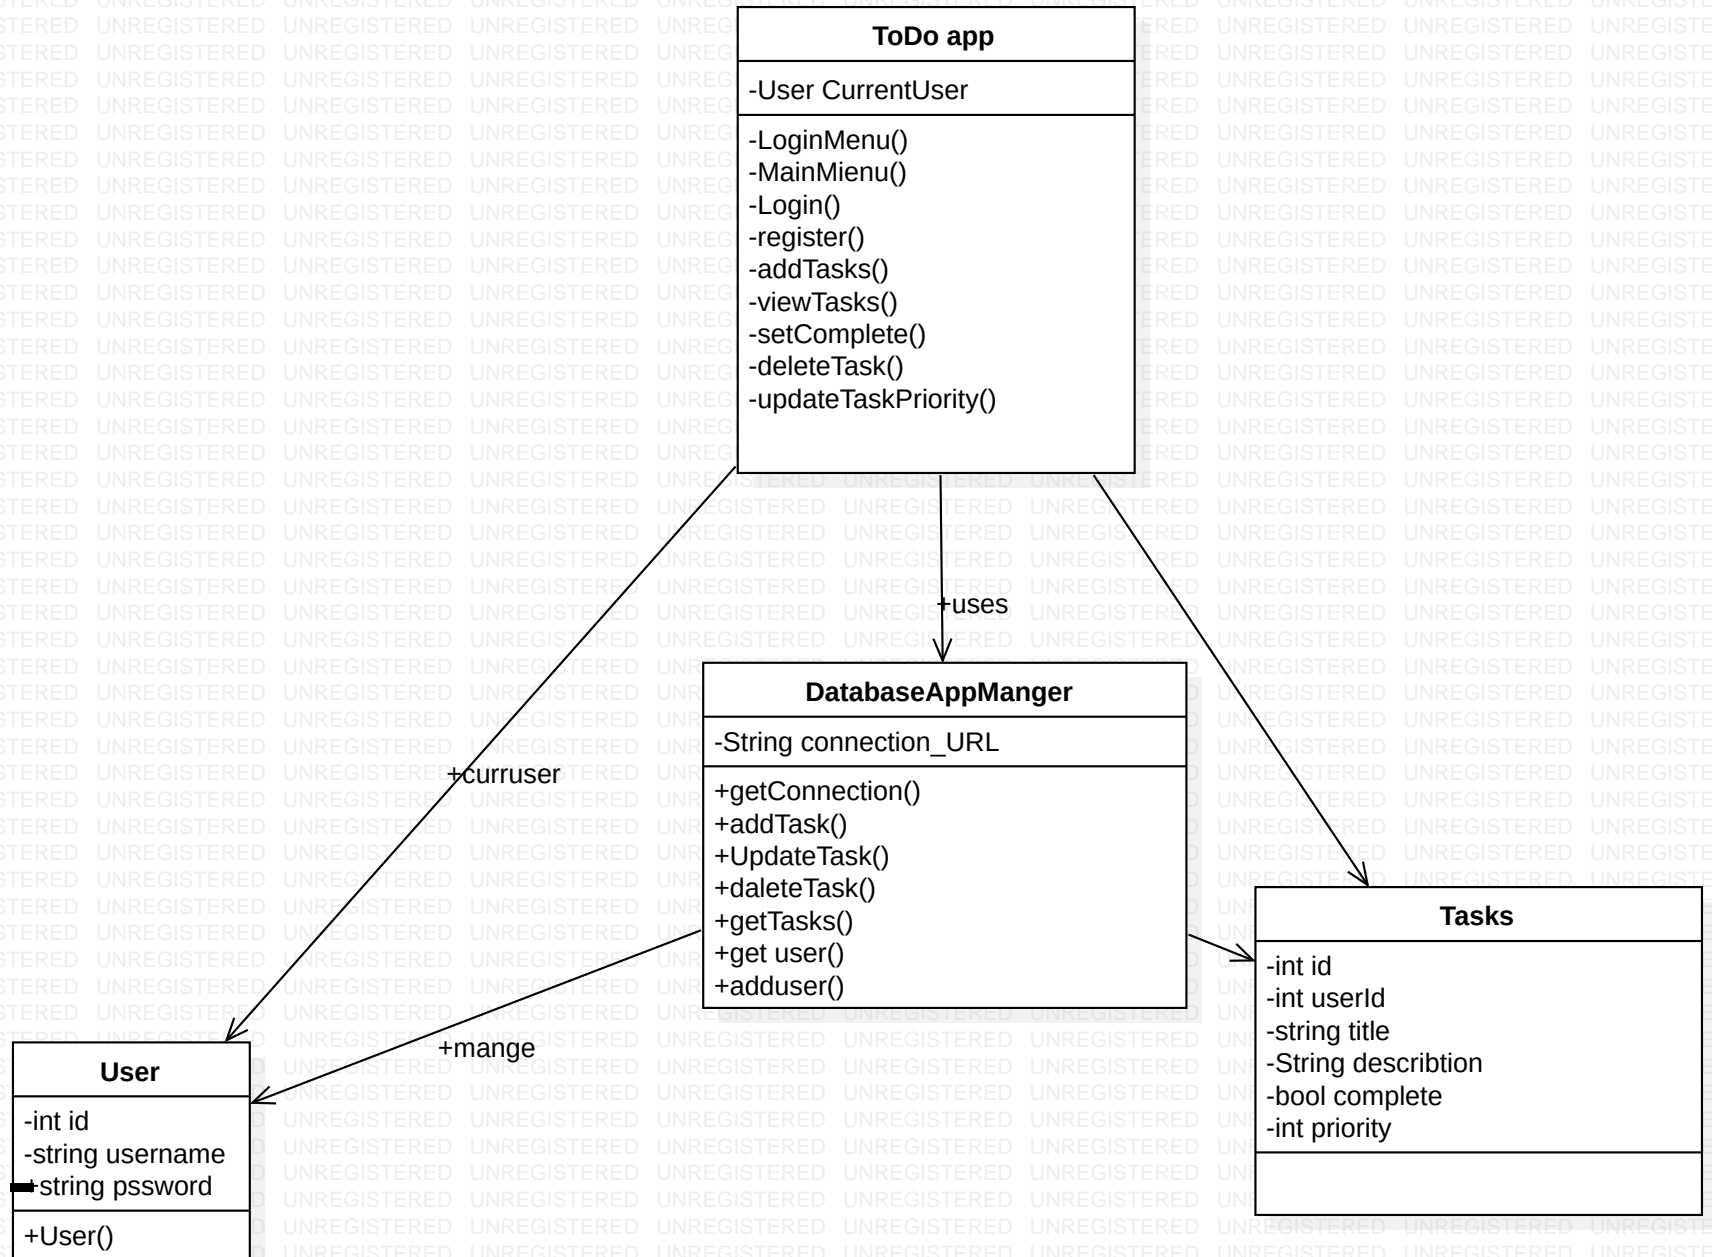 ToDo app
-User CurrentUser
-LoginMenu()
-MainMienu()
-Login()
-register()
-addTasks()
-viewTasks()
-setComplete()
-deleteTask()
-updateTaskPriority()
+uses
+curruser
DatabaseAppManger
-String connection_URL
+getConnection()
+addTask()
+UpdateTask()
+daleteTask()
+getTasks()
+get user()
+adduser()
+mange
Tasks
-int id
-int userId
-string title
-String describtion
-bool complete
-int priority
User
-int id
-string username
+string pssword
+User()
UNREGISTERED